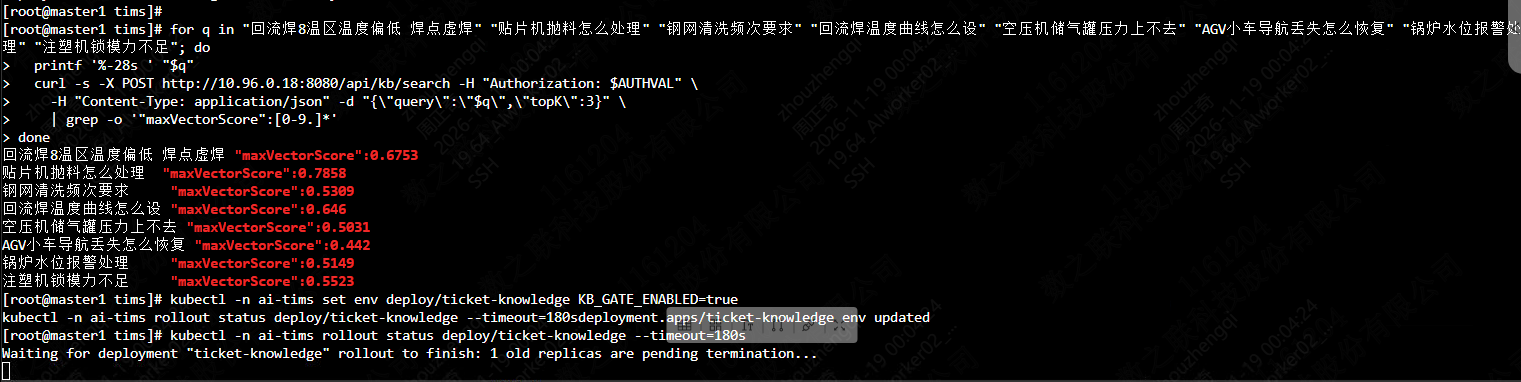 [root@master1 tims]#
[root@master1 tims]# for q in "回流焊8温区温度偏低 焊点虚焊" "贴片机抛料怎么处理" "钢网清洗频次要求" "回流焊温度曲线怎么设" "空压机储气罐压力上不去" "AGV小车导航丢失怎么恢复" "锅炉水位报警处
理" "注塑机锁模力不足"; do
>   printf '%-28s ' "$q"
>   curl -s -X POST http://10.96.0.18:8080/api/kb/search -H "Authorization: $AUTHVAL" \
>     -H "Content-Type: application/json" -d "{\"query\":\"$q\",\"topK\":3}" \
>     | grep -o '"maxVectorScore":[0-9.]*'
> done
回流焊8温区温度偏低 焊点虚焊 "maxVectorScore":0.6753
贴片机抛料怎么处理 "maxVectorScore":0.7858
钢网清洗频次要求 "maxVectorScore":0.5309
回流焊温度曲线怎么设 "maxVectorScore":0.646
空压机储气罐压力上不去 "maxVectorScore":0.5031
AGV小车导航丢失怎么恢复 "maxVectorScore":0.442
锅炉水位报警处理 "maxVectorScore":0.5149
注塑机锁模力不足 "maxVectorScore":0.5523
[root@master1 tims]# kubectl -n ai-tims set env deploy/ticket-knowledge KB_GATE_ENABLED=true
kubectl -n ai-tims rollout status deploy/ticket-knowledge --timeout=180sdeployment.apps/ticket-knowledge env updated
[root@master1 tims]# kubectl -n ai-tims rollout status deploy/ticket-knowledge --timeout=180s
Waiting for deployment "ticket-knowledge" rollout to finish: 1 old replicas are pending termination...